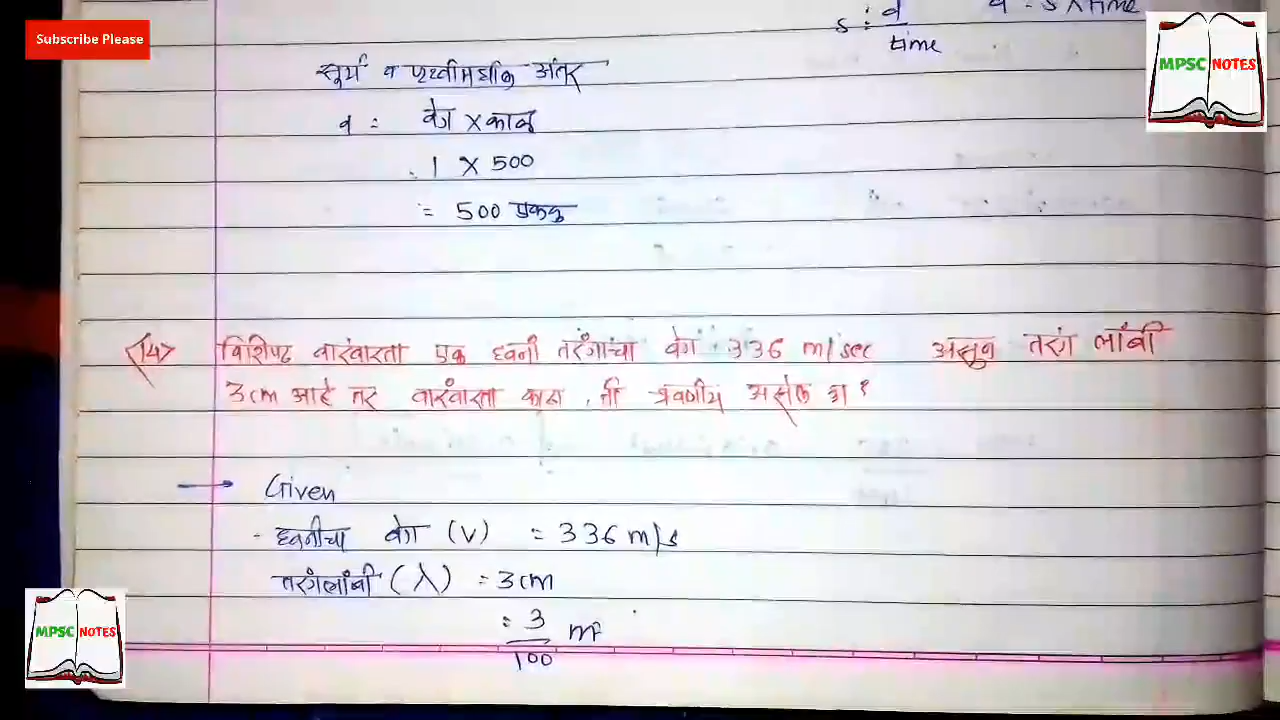 Subscribe Please
s = d / time
MPSC NOTES
सूर्य व पृथ्वीमधील अंतर
= वेग × काळ
= 1 × 500
= 500 एकक
14> विशिष्ट वारंवारता एक ध्वनी तरंगाचा वेग 336 m/sec असुन तरंग लांबी
3cm आहे तर वारंवारता काढा ती श्रवणीय असेल का?
→ Given
ध्वनीचा वेग (v) = 336 m/s
तरंगलांबी (λ) = 3cm
= 3/100 m
MPSC NOTES